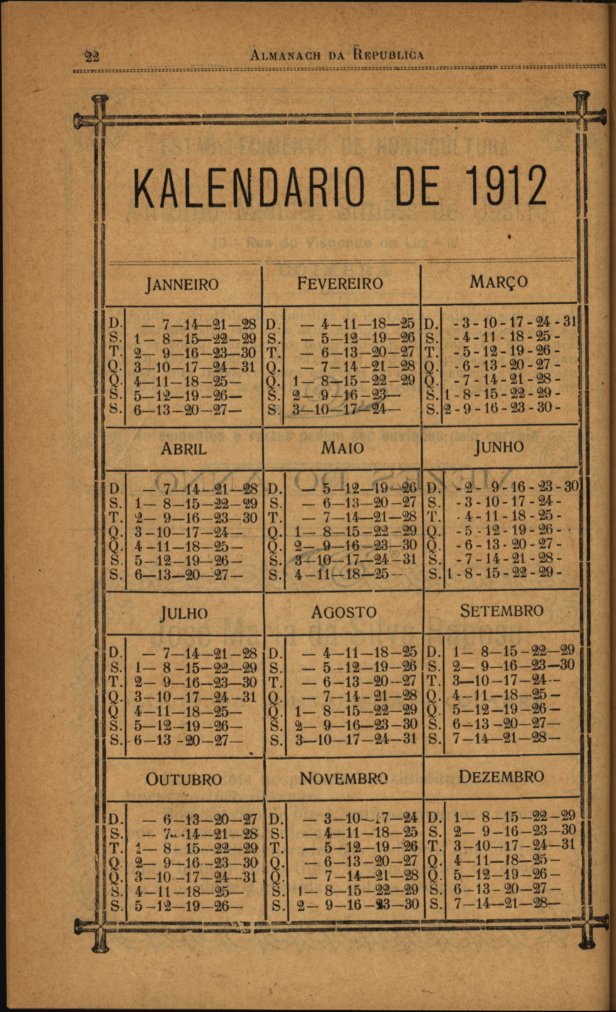 22
ALMANACH DA REPUBLICA
KALENDARIO DE 1912
JANNEIRO
D. — 7—14—21—28
S. 1— 8—15—22—29
T. 2— 9—16—23—30
Q. 3—10—17—24—31
Q. 4—11—18—25—
S. 5—12—19—26—
S. 6—13—20—27—
FEVEREIRO
D. — 4—11—18—25
S. — 5—12—19—26
T. — 6—13—20—27
Q. — 7—14—21—28
Q. 1— 8—15—22—29
S. 2— 9—16—23—
S. 3—10—17—24—
MARÇO
D. - 3 - 10 - 17 - 24 - 31
S. - 4 - 11 - 18 - 25 -
T. - 5 - 12 - 19 - 26 -
Q. - 6 - 13 - 20 - 27 -
Q. - 7 - 14 - 21 - 28 -
S. 1 - 8 - 15 - 22 - 29 -
S. 2 - 9 - 16 - 23 - 30 -
ABRIL
D. — 7—14—21—28
S. 1— 8—15—22—29
T. 2— 9—16—23—30
Q. 3—10—17—24—
Q. 4—11—18—25—
S. 5—12—19—26—
S. 6—13—20—27—
MAIO
D. — 5—12—19—26
S. — 6—13—20—27
T. — 7—14—21—28
Q. 1— 8—15—22—29
Q. 2— 9—16—23—30
S. 3—10—17—24—31
S. 4—11—18—25—
JUNHO
D. - 2 - 9 - 16 - 23 - 30
S. - 3 - 10 - 17 - 24 -
T. - 4 - 11 - 18 - 25 -
Q. - 5 - 12 - 19 - 26 -
Q. - 6 - 13 - 20 - 27 -
S. - 7 - 14 - 21 - 28 -
S. 1 - 8 - 15 - 22 - 29 -
JULHO
D. — 7—14—21—28
S. 1— 8—15—22—29
T. 2— 9—16—23—30
Q. 3—10—17—24—31
Q. 4—11—18—25—
S. 5—12—19—26—
S. 6—13—20—27—
AGOSTO
D. — 4—11—18—25
S. — 5—12—19—26
T. — 6—13—20—27
Q. — 7—14—21—28
Q. 1— 8—15—22—29
S. 2— 9—16—23—30
S. 3—10—17—24—31
SETEMBRO
D. 1— 8—15—22—29
S. 2— 9—16—23—30
T. 3—10—17—24—
Q. 4—11—18—25—
Q. 5—12—19—26—
S. 6—13—20—27—
S. 7—14—21—28—
OUTUBRO
D. — 6—13—20—27
S. — 7—14—21—28
T. 1— 8—15—22—29
Q. 2— 9—16—23—30
Q. 3—10—17—24—31
S. 4—11—18—25—
S. 5—12—19—26—
NOVEMBRO
D. — 3—10—17—24
S. — 4—11—18—25
T. — 5—12—19—26
Q. — 6—13—20—27
Q. — 7—14—21—28
S. 1— 8—15—22—29
S. 2— 9—16—23—30
DEZEMBRO
D. 1— 8—15—22—29
S. 2— 9—16—23—30
T. 3—10—17—24—31
Q. 4—11—18—25—
Q. 5—12—19—26—
S. 6—13—20—27—
S. 7—14—21—28—